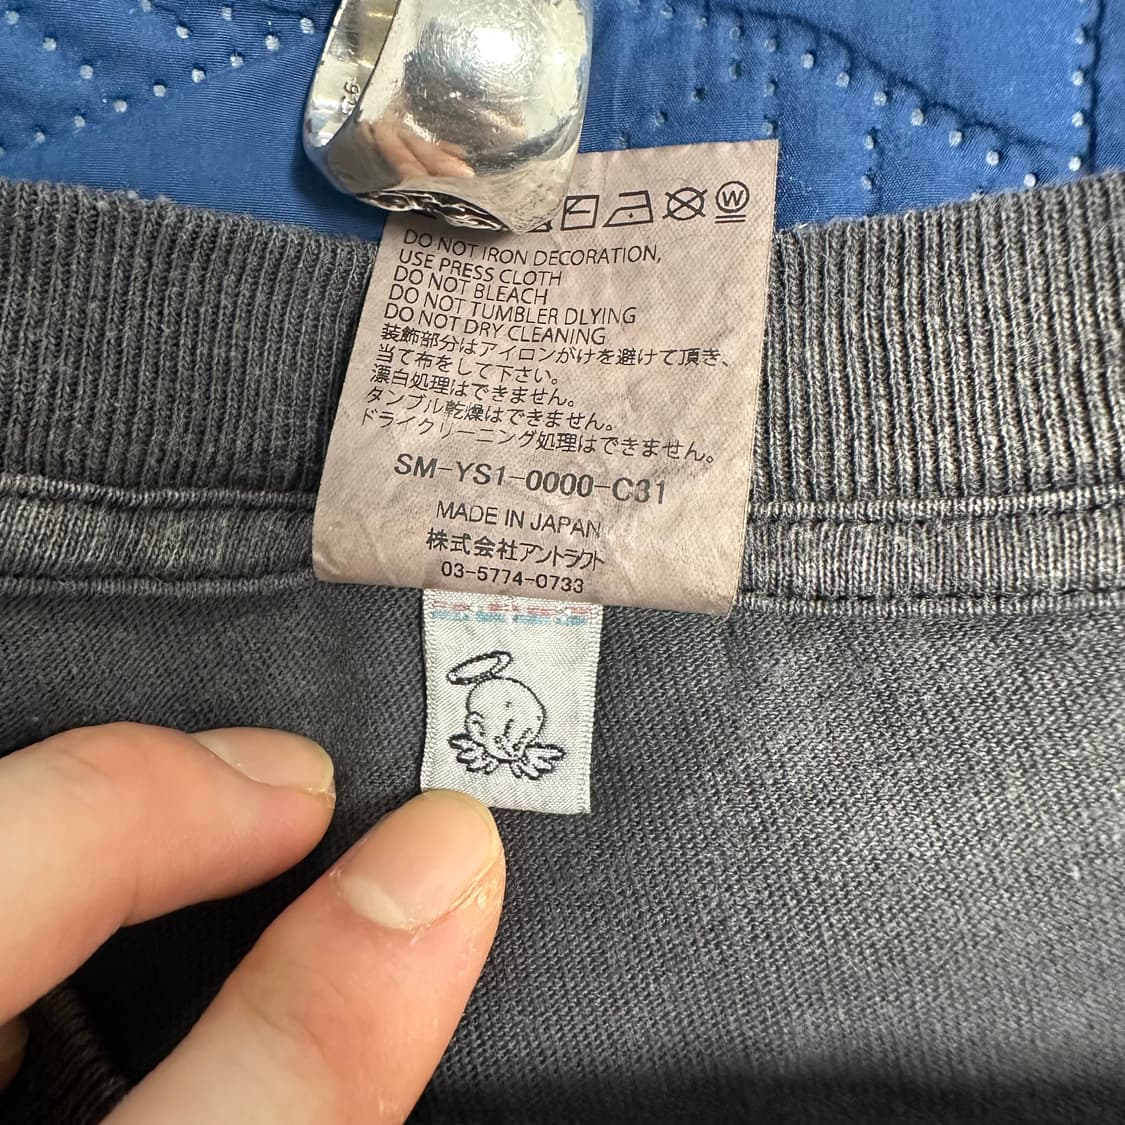 925
W
DO NOT IRON DECORATION,
USE PRESS CLOTH
DO NOT BLEACH
DO NOT TUMBLER DLYING
DO NOT DRY CLEANING
装飾部分はアイロンがけを避けて頂き、
当て布をして下さい。
漂白処理はできません。
タンブル乾燥はできません。
ドライクリーニング処理はできません。
SM-YS1-0000-C31
MADE IN JAPAN
株式会社アントラクト
03-5774-0733